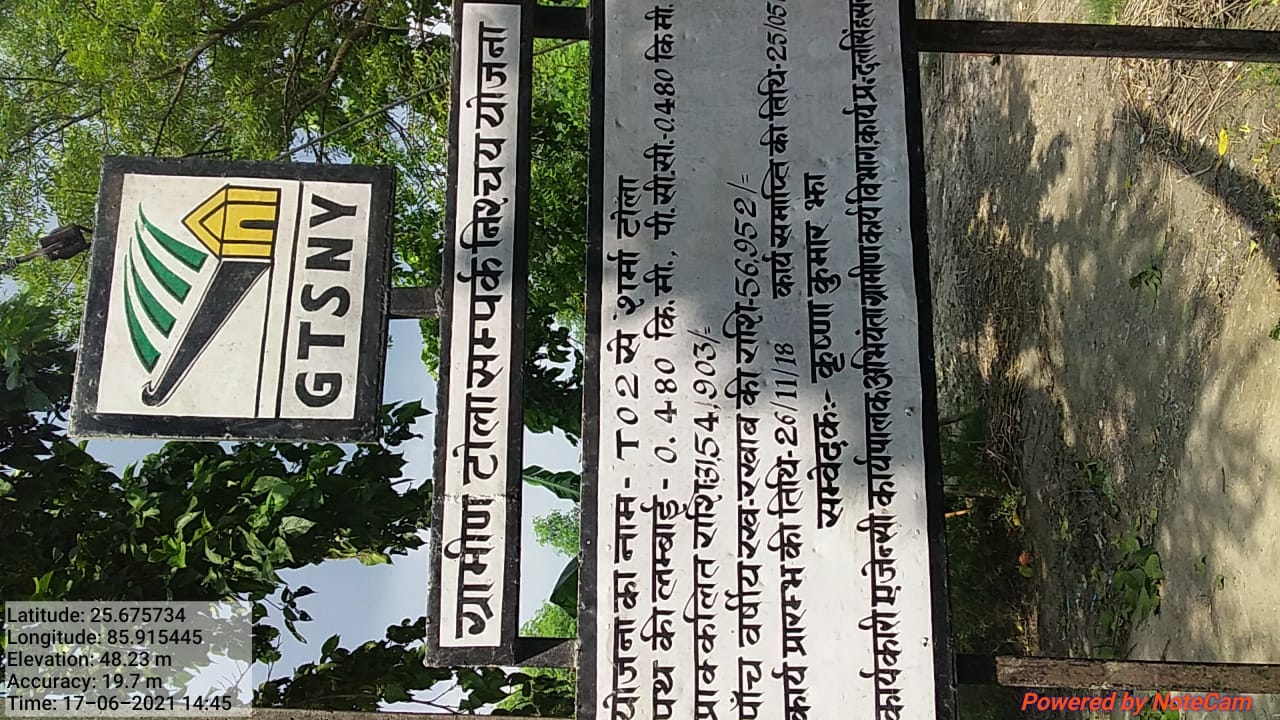 GTSNY
ग्रामीण टोला सम्पर्क निश्चय योजना
योजना का नाम - T02 से शर्मा टोला
पथ की लम्बाई - 0.480 कि.मी., पी.सी.सी.-0.480 कि.मी.
प्राक्कलित राशि:31,54,903/=
पाँच वर्षीय रख-रखाव की राशि-56,952/=
कार्य प्रारम्भ की तिथि-26/11/18 कार्य समाप्ति की तिथि-25/05
सम्वेदक:- कृष्णा कुमार झा
कार्यकारी एजेन्सी-कार्यपालक अभियंता ग्रामीण कार्य विभाग, कार्य प्र. दलसिंहस
Latitude: 25.675734
Longitude: 85.915445
Elevation: 48.23 m
Accuracy: 19.7 m
Time: 17-06-2021 14:45
Powered by NoteCam